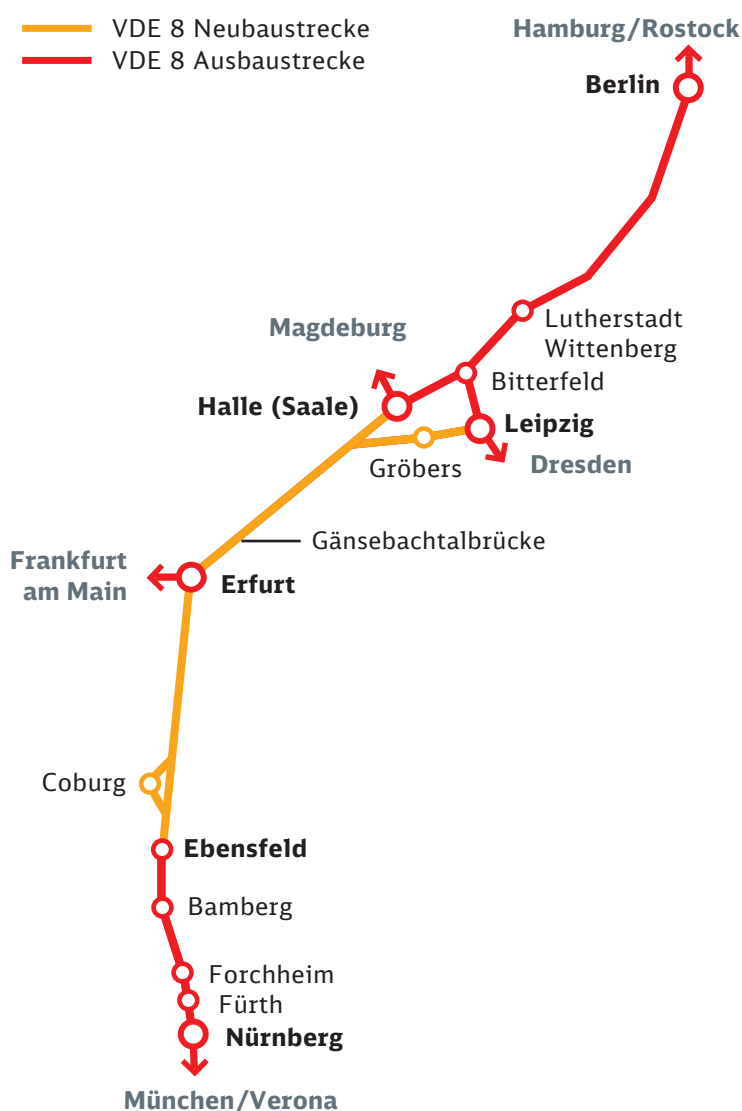 VDE 8 Neubaustrecke
VDE 8 Ausbaustrecke
Hamburg/Rostock
Berlin
Lutherstadt
Wittenberg
Magdeburg
Bitterfeld
Halle (Saale)
Leipzig
Gröbers
Dresden
Gänsebachtalbrücke
Frankfurt
am Main
Erfurt
Coburg
Ebensfeld
Bamberg
Forchheim
Fürth
Nürnberg
München/Verona